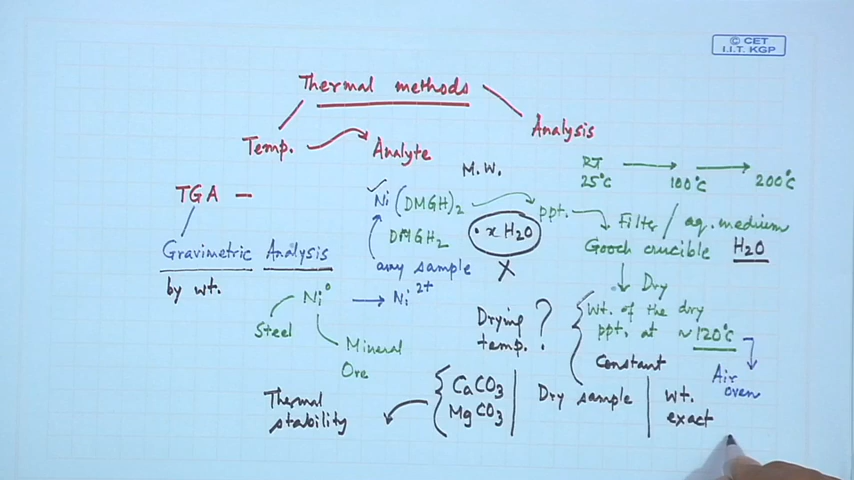 © CET
I.I.T. KGP
Thermal methods
Temp.
Analyte
Analysis
M.W.
RT
25°C
100°C
200°C
TGA –
Ni(DMGH)2
ppt.
Filter / aq. medium
DMGH2
• x H2O
Gooch crucible
H2O
any sample
X
Gravimetric Analysis
by wt.
Ni° → Ni2+
Steel
Mineral
Ore
Dry
Drying
temp. ?
Wt. of the dry
ppt. at ~ 120°C
Constant
Air
oven
Thermal
stability
CaCO3
MgCO3
Dry sample
Wt.
exact